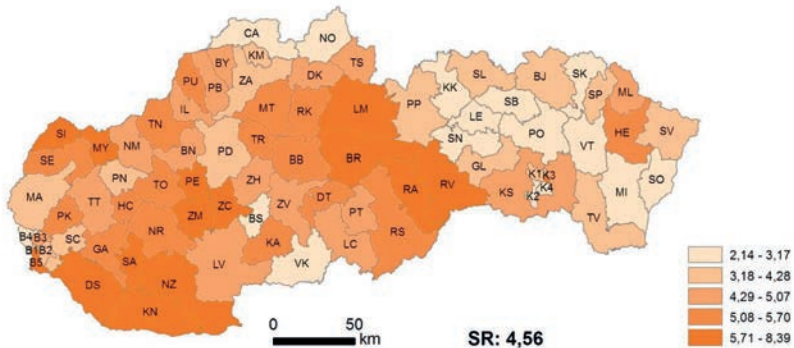 CA
NO
BY
KM
TS
PU
PB
ZA
DK
IL
MT
RK
LM
PP
KK
SL
BJ
SK
SP
ML
LE
SB
HE
SV
SI
TN
SE
MY
NM
BN
PD
TR
BB
BR
SN
PO
VT
PN
MA
TO
PE
ZH
GL
K1
K3
K4
K2
KS
MI
SO
TT
HC
ZM
ZC
BS
ZV
DT
PT
RA
RV
TV
PK
B4
B3
SC
B1
B2
B5
GA
NR
SA
LV
KA
VK
LC
RS
DS
NZ
KN
0 50
km
SR: 4,56
2,14 - 3,17
3,18 - 4,28
4,29 - 5,07
5,08 - 5,70
5,71 - 8,39